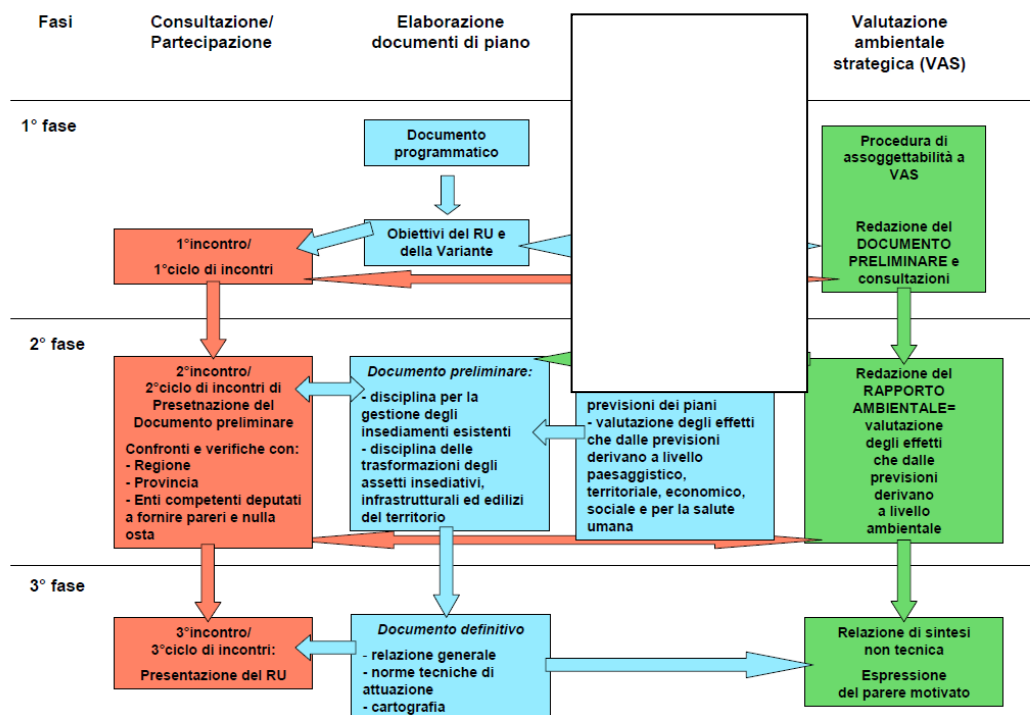 Fasi
Consultazione/
Partecipazione
Elaborazione
documenti di piano
Valutazione
ambientale
strategica (VAS)
1° fase
Documento
programmatico
Procedura di
assoggettabilità a
VAS
Obiettivi del RU e
della Variante
1°incontro/
1°ciclo di incontri
Redazione del
DOCUMENTO
PRELIMINARE e
consultazioni
2° fase
2°incontro/
2°ciclo di incontri di
Presetnazione del
Documento preliminare
Confronti e verifiche con:
- Regione
- Provincia
- Enti competenti deputati
a fornire pareri e nulla
osta
Documento preliminare:
- disciplina per la
gestione degli
insediamenti esistenti
- disciplina delle
trasformazioni degli
assetti insediativi,
infrastrutturali ed edilizi
del territorio
previsioni dei piani
- valutazione degli effetti
che dalle previsioni
derivano a livello
paesaggistico,
territoriale, economico,
sociale e per la salute
umana
Redazione del
RAPPORTO
AMBIENTALE=
valutazione
degli effetti
che dalle
previsioni
derivano
a livello
ambientale
3° fase
3°incontro/
3°ciclo di incontri:
Presentazione del RU
Documento definitivo
- relazione generale
- norme tecniche di
attuazione
- cartografia
Relazione di sintesi
non tecnica
Espressione
del parere motivato